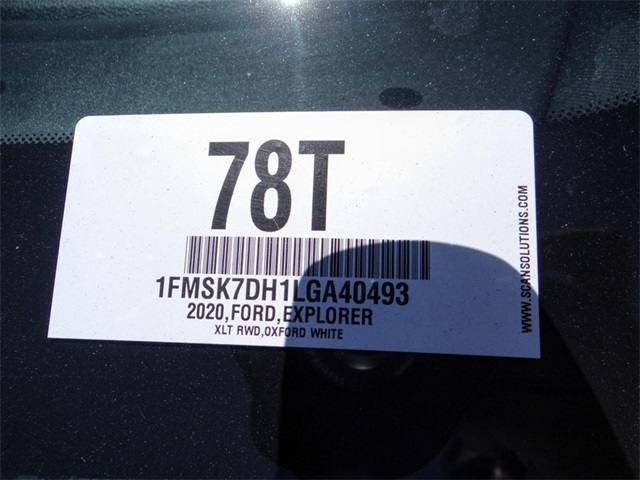 78T
1FMSK7DH1LGA40493
2020,FORD,EXPLORER
XLT RWD,OXFORD WHITE
WWW.SCANSOLUTIONS.COM